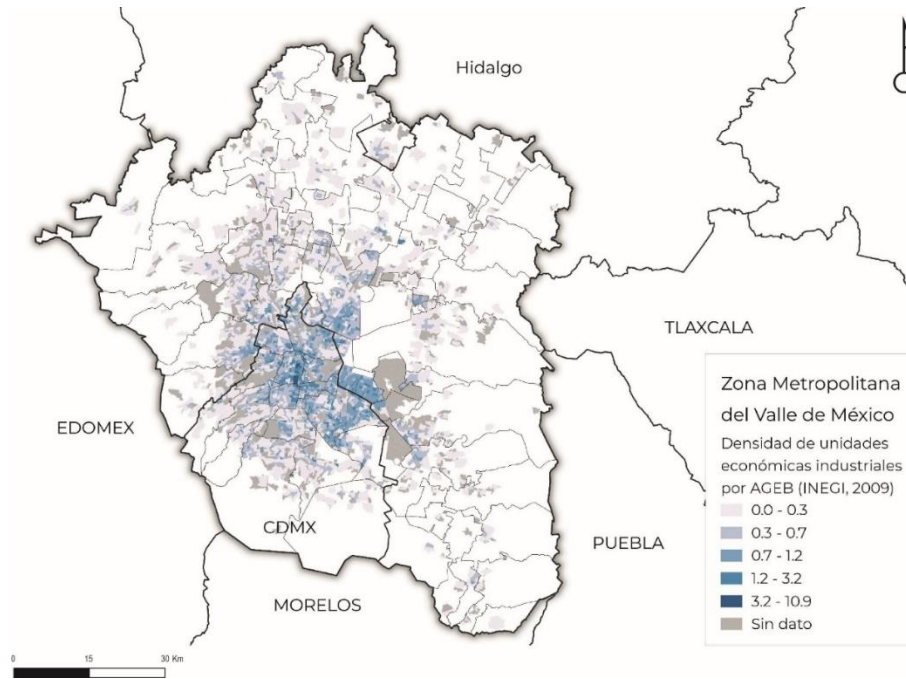 Hidalgo
TLAXCALA
EDOMEX
CDMX
PUEBLA
MORELOS
Zona Metropolitana
del Valle de México
Densidad de unidades
económicas industriales
por AGEB (INEGI, 2009)
0.0 - 0.3
0.3 - 0.7
0.7 - 1.2
1.2 - 3.2
3.2 - 10.9
Sin dato
0 15 30 Km